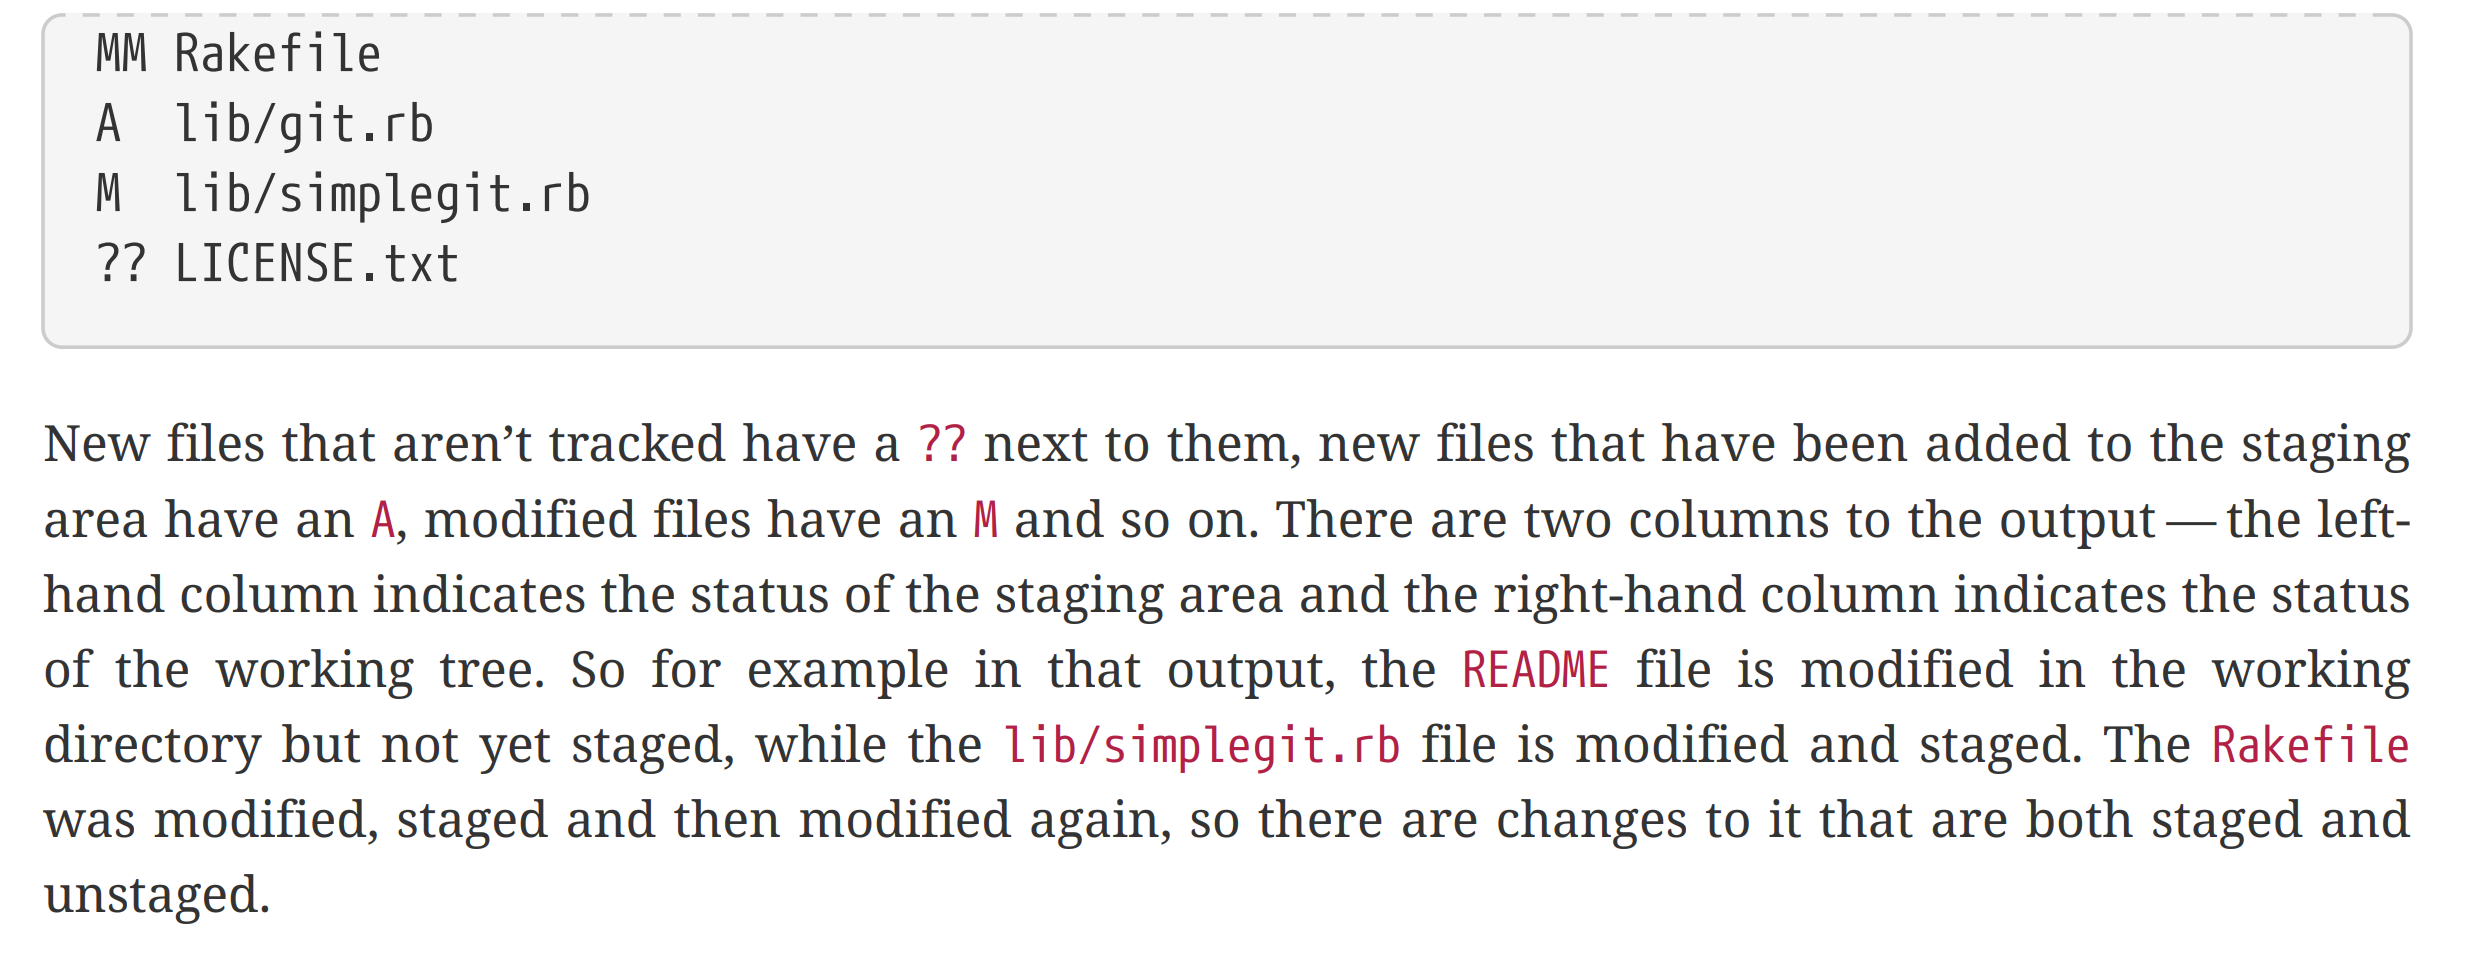 MM Rakefile
A  lib/git.rb
M  lib/simplegit.rb
?? LICENSE.txt
New files that aren’t tracked have a ?? next to them, new files that have been added to the staging
area have an A, modified files have an M and so on. There are two columns to the output — the left-
hand column indicates the status of the staging area and the right-hand column indicates the status
of the working tree. So for example in that output, the README file is modified in the working
directory but not yet staged, while the lib/simplegit.rb file is modified and staged. The Rakefile
was modified, staged and then modified again, so there are changes to it that are both staged and
unstaged.